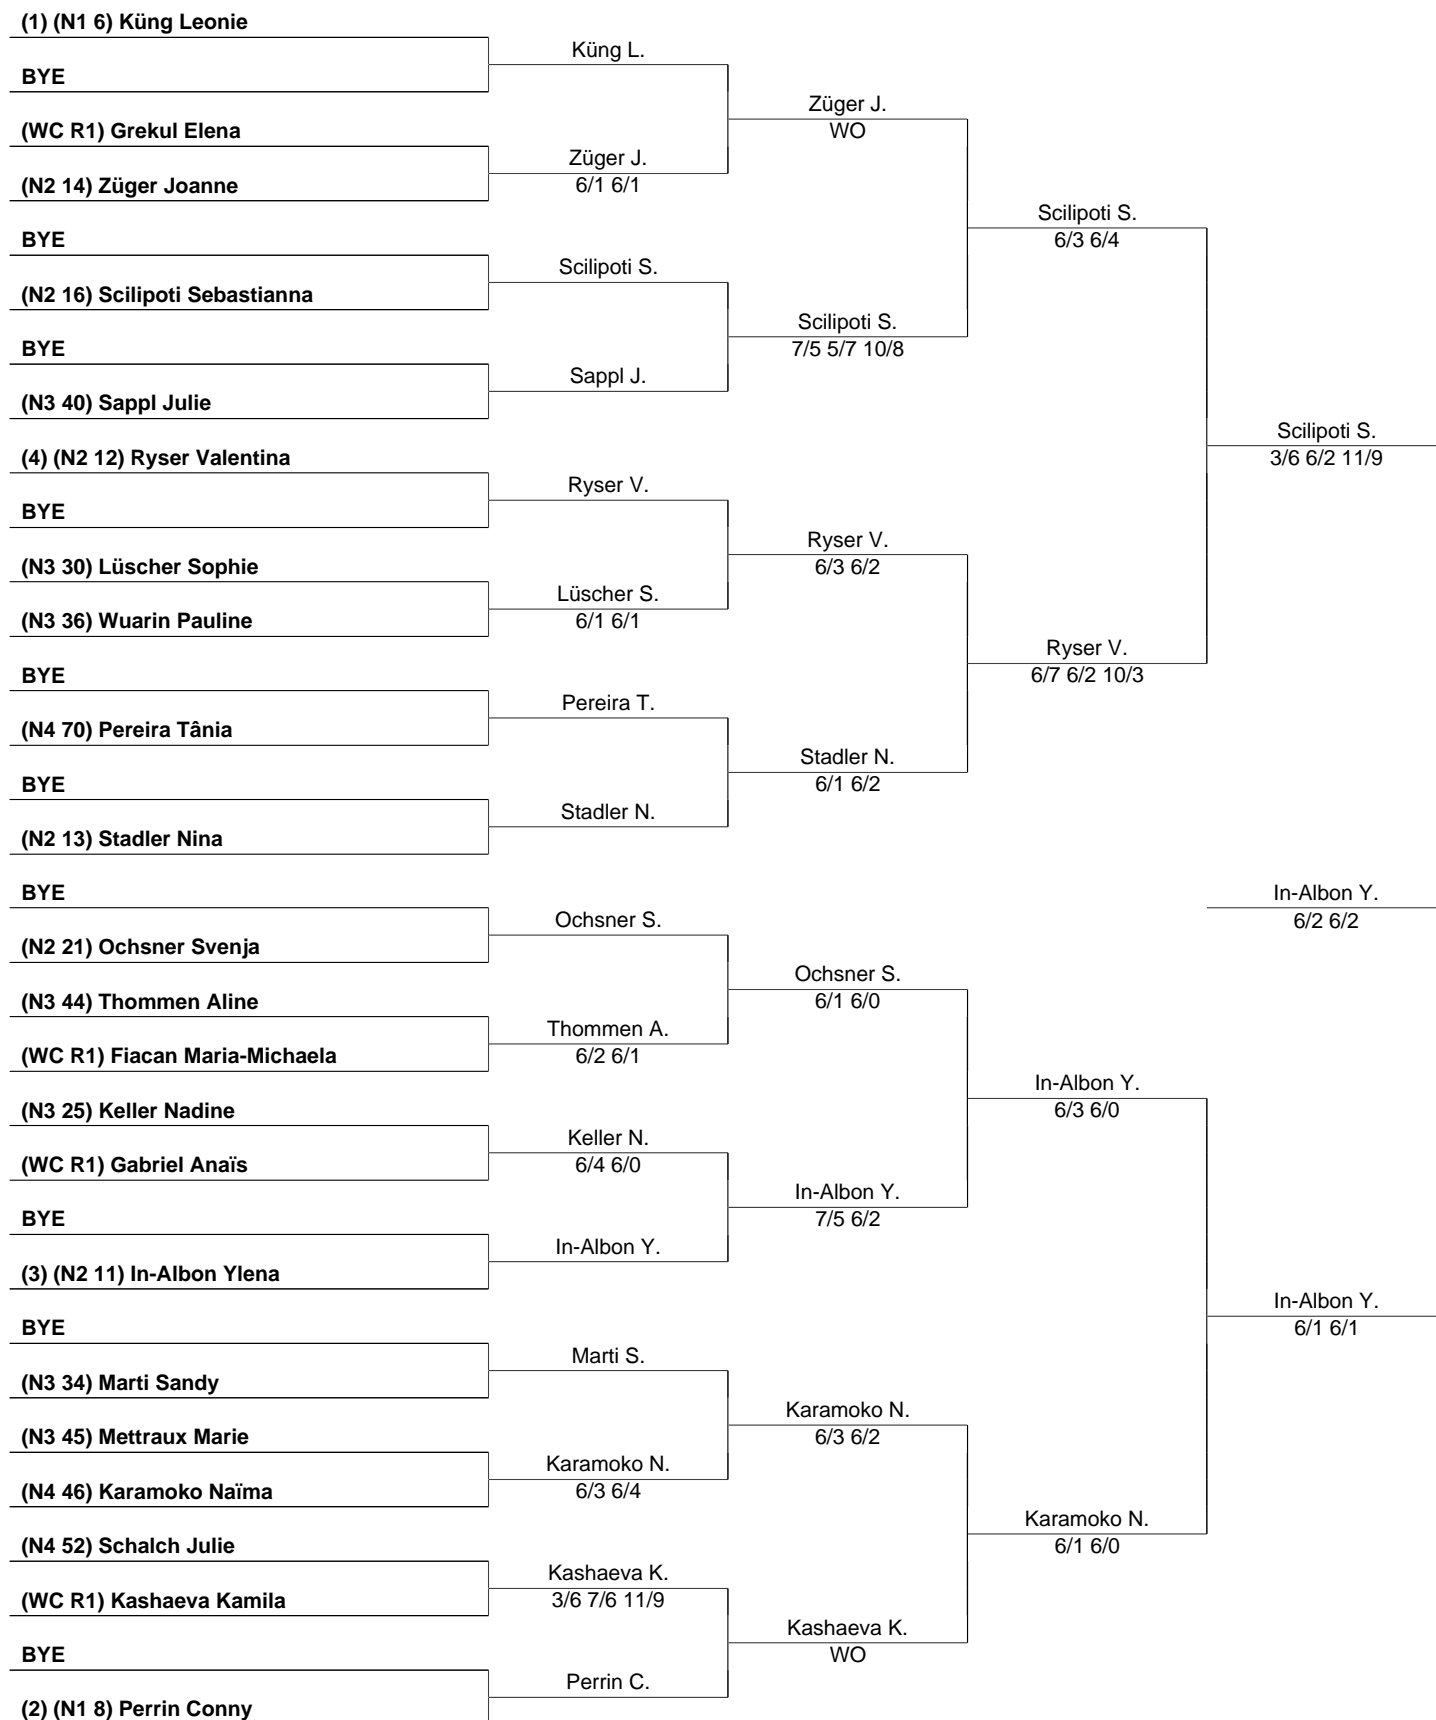 (1) (N1 6) Küng Leonie
Küng L.
BYE
Züger J.
WO
(WC R1) Grekul Elena
Züger J.
6/1 6/1
(N2 14) Züger Joanne
Scilipoti S.
6/3 6/4
BYE
Scilipoti S.
(N2 16) Scilipoti Sebastianna
Scilipoti S.
7/5 5/7 10/8
BYE
Sappl J.
(N3 40) Sappl Julie
Scilipoti S.
3/6 6/2 11/9
(4) (N2 12) Ryser Valentina
Ryser V.
BYE
Ryser V.
6/3 6/2
(N3 30) Lüscher Sophie
Lüscher S.
6/1 6/1
(N3 36) Wuarin Pauline
Ryser V.
6/7 6/2 10/3
BYE
Pereira T.
(N4 70) Pereira Tânia
Stadler N.
6/1 6/2
BYE
Stadler N.
(N2 13) Stadler Nina
BYE
In-Albon Y.
6/2 6/2
Ochsner S.
(N2 21) Ochsner Svenja
Ochsner S.
6/1 6/0
(N3 44) Thommen Aline
Thommen A.
6/2 6/1
(WC R1) Fiacan Maria-Michaela
In-Albon Y.
6/3 6/0
(N3 25) Keller Nadine
Keller N.
6/4 6/0
(WC R1) Gabriel Anaïs
In-Albon Y.
7/5 6/2
BYE
In-Albon Y.
(3) (N2 11) In-Albon Ylena
In-Albon Y.
6/1 6/1
BYE
Marti S.
(N3 34) Marti Sandy
Karamoko N.
6/3 6/2
(N3 45) Mettraux Marie
Karamoko N.
6/3 6/4
(N4 46) Karamoko Naïma
Karamoko N.
6/1 6/0
(N4 52) Schalch Julie
Kashaeva K.
3/6 7/6 11/9
(WC R1) Kashaeva Kamila
Kashaeva K.
WO
BYE
Perrin C.
(2) (N1 8) Perrin Conny